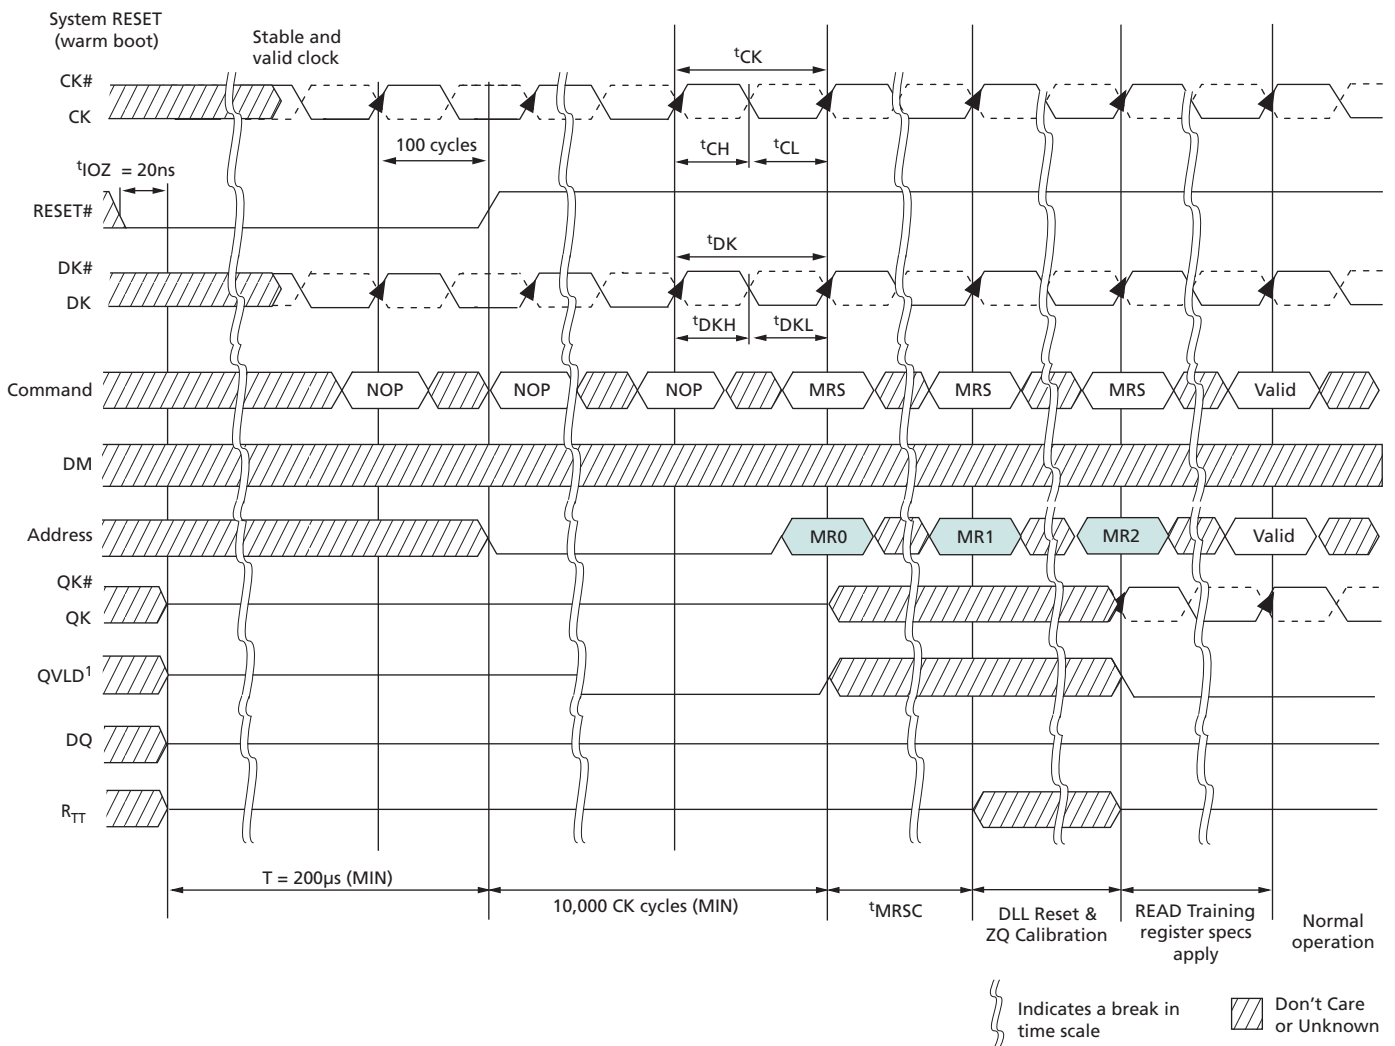 System RESET
(warm boot)
Stable and
valid clock
tCK
CK#
CK
100 cycles
tCH
tCL
tIOZ = 20ns
RESET#
tDK
DK#
DK
tDKH
tDKL
Command
NOP
NOP
NOP
MRS
MRS
MRS
Valid
DM
Address
MR0
MR1
MR2
Valid
QK#
QK
QVLD1
DQ
RTT
T = 200μs (MIN)
10,000 CK cycles (MIN)
tMRSC
DLL Reset &
ZQ Calibration
READ Training
register specs
apply
Normal
operation
Indicates a break in
time scale
Don't Care
or Unknown